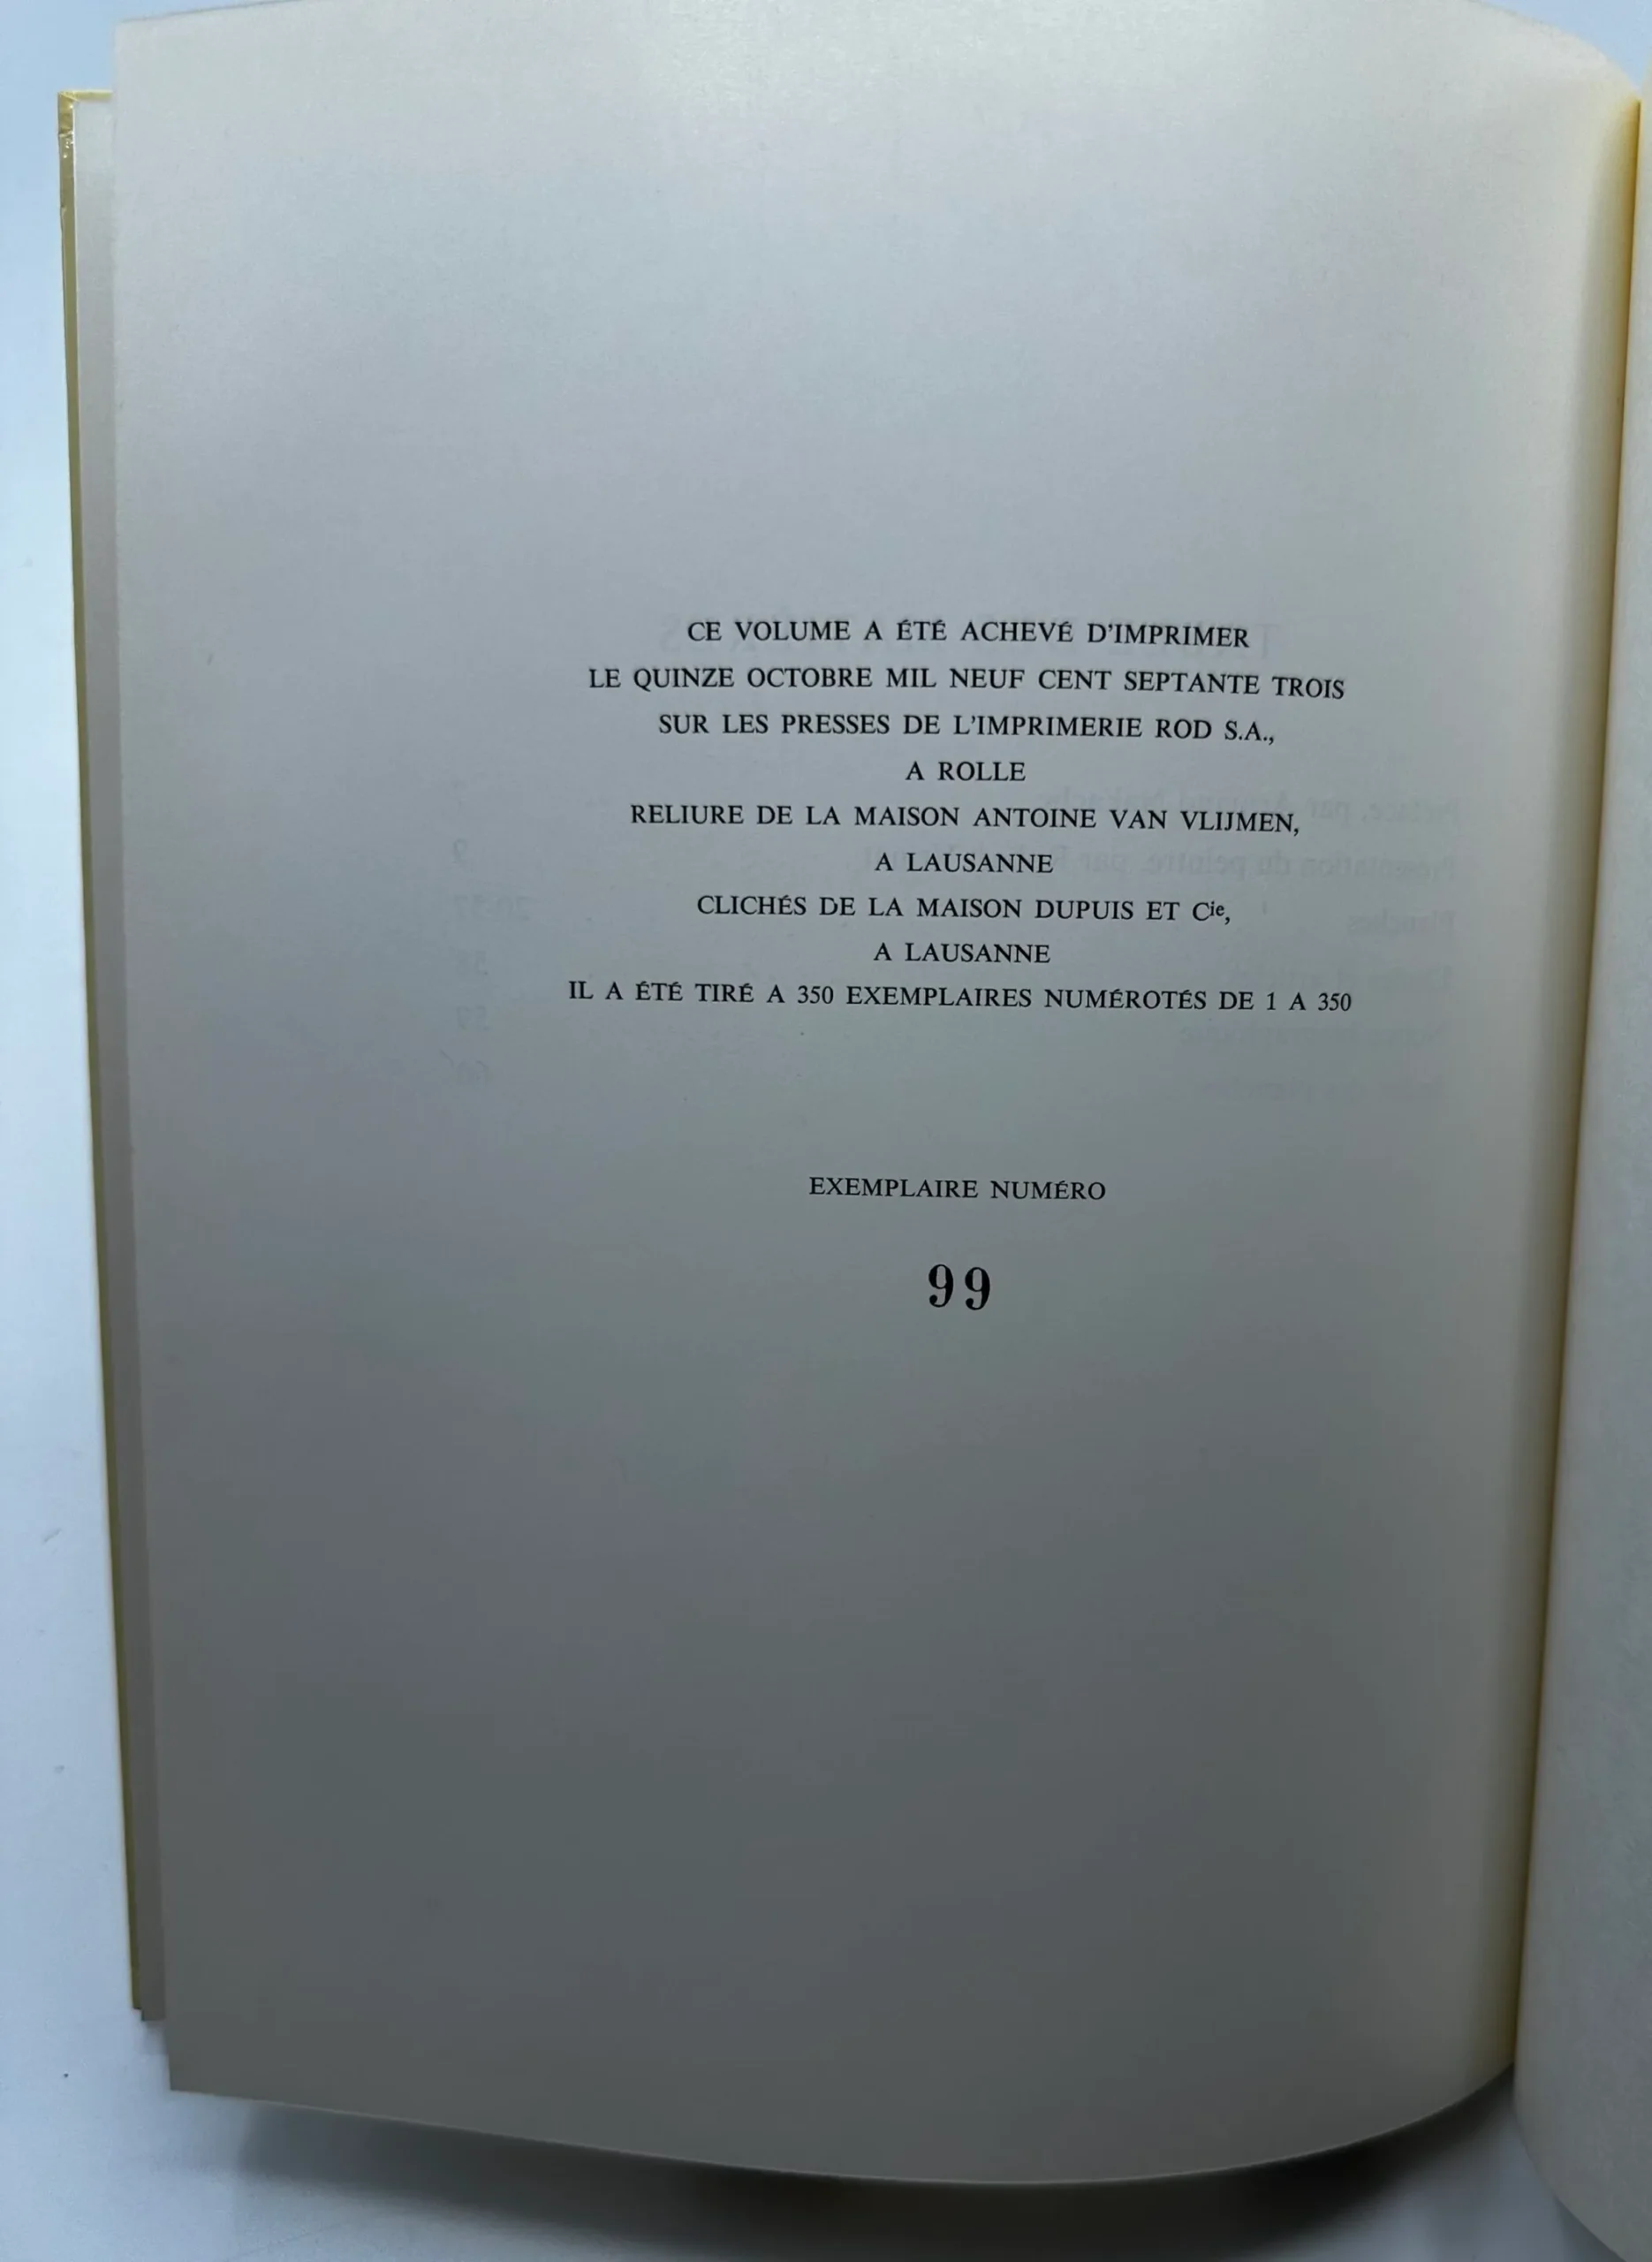 CE VOLUME A ÉTÉ ACHEVÉ D'IMPRIMER
LE QUINZE OCTOBRE MIL NEUF CENT SEPTANTE TROIS
SUR LES PRESSES DE L'IMPRIMERIE ROD S.A.,
A ROLLE
RELIURE DE LA MAISON ANTOINE VAN VLIJMEN,
A LAUSANNE
CLICHÉS DE LA MAISON DUPUIS ET Cie,
A LAUSANNE
IL A ÉTÉ TIRÉ A 350 EXEMPLAIRES NUMÉROTÉS DE 1 A 350
EXEMPLAIRE NUMÉRO
99